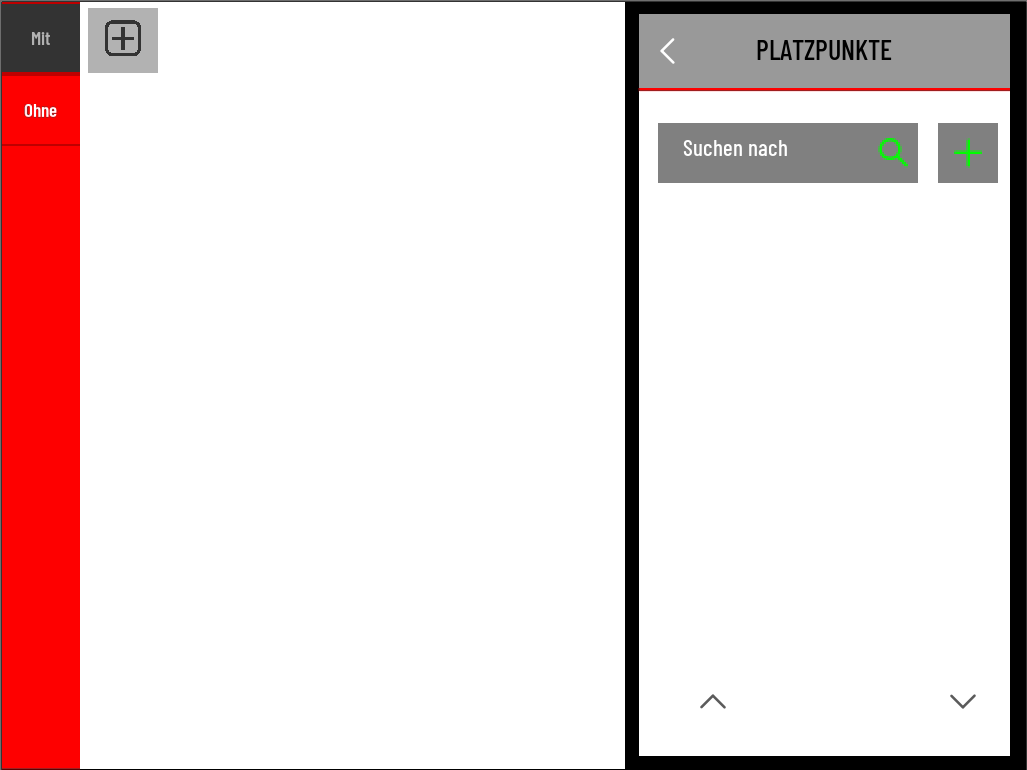 Mit
Ohne
PLATZPUNKTE
Suchen nach